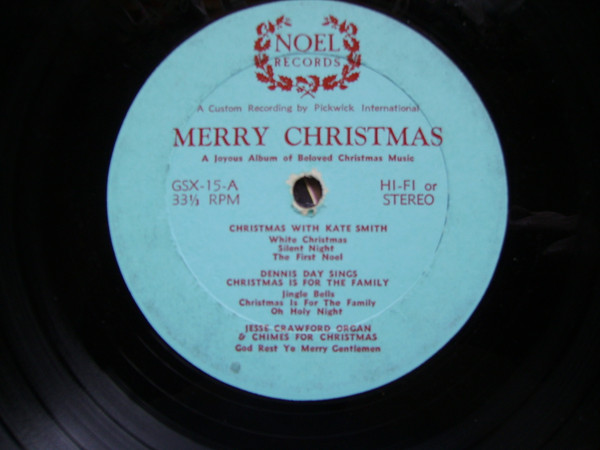 NOEL
RECORDS
A Custom Recording by Pickwick International
MERRY CHRISTMAS
A Joyous Album of Beloved Christmas Music
GSX-15-A
33⅓ RPM
HI-FI or
STEREO
CHRISTMAS WITH KATE SMITH
White Christmas
Silent Night
The First Noel
DENNIS DAY SINGS
CHRISTMAS IS FOR THE FAMILY
Jingle Bells
Christmas Is For The Family
Oh Holy Night
JESSE CRAWFORD ORGAN
& CHIMES FOR CHRISTMAS
God Rest Ye Merry Gentlemen